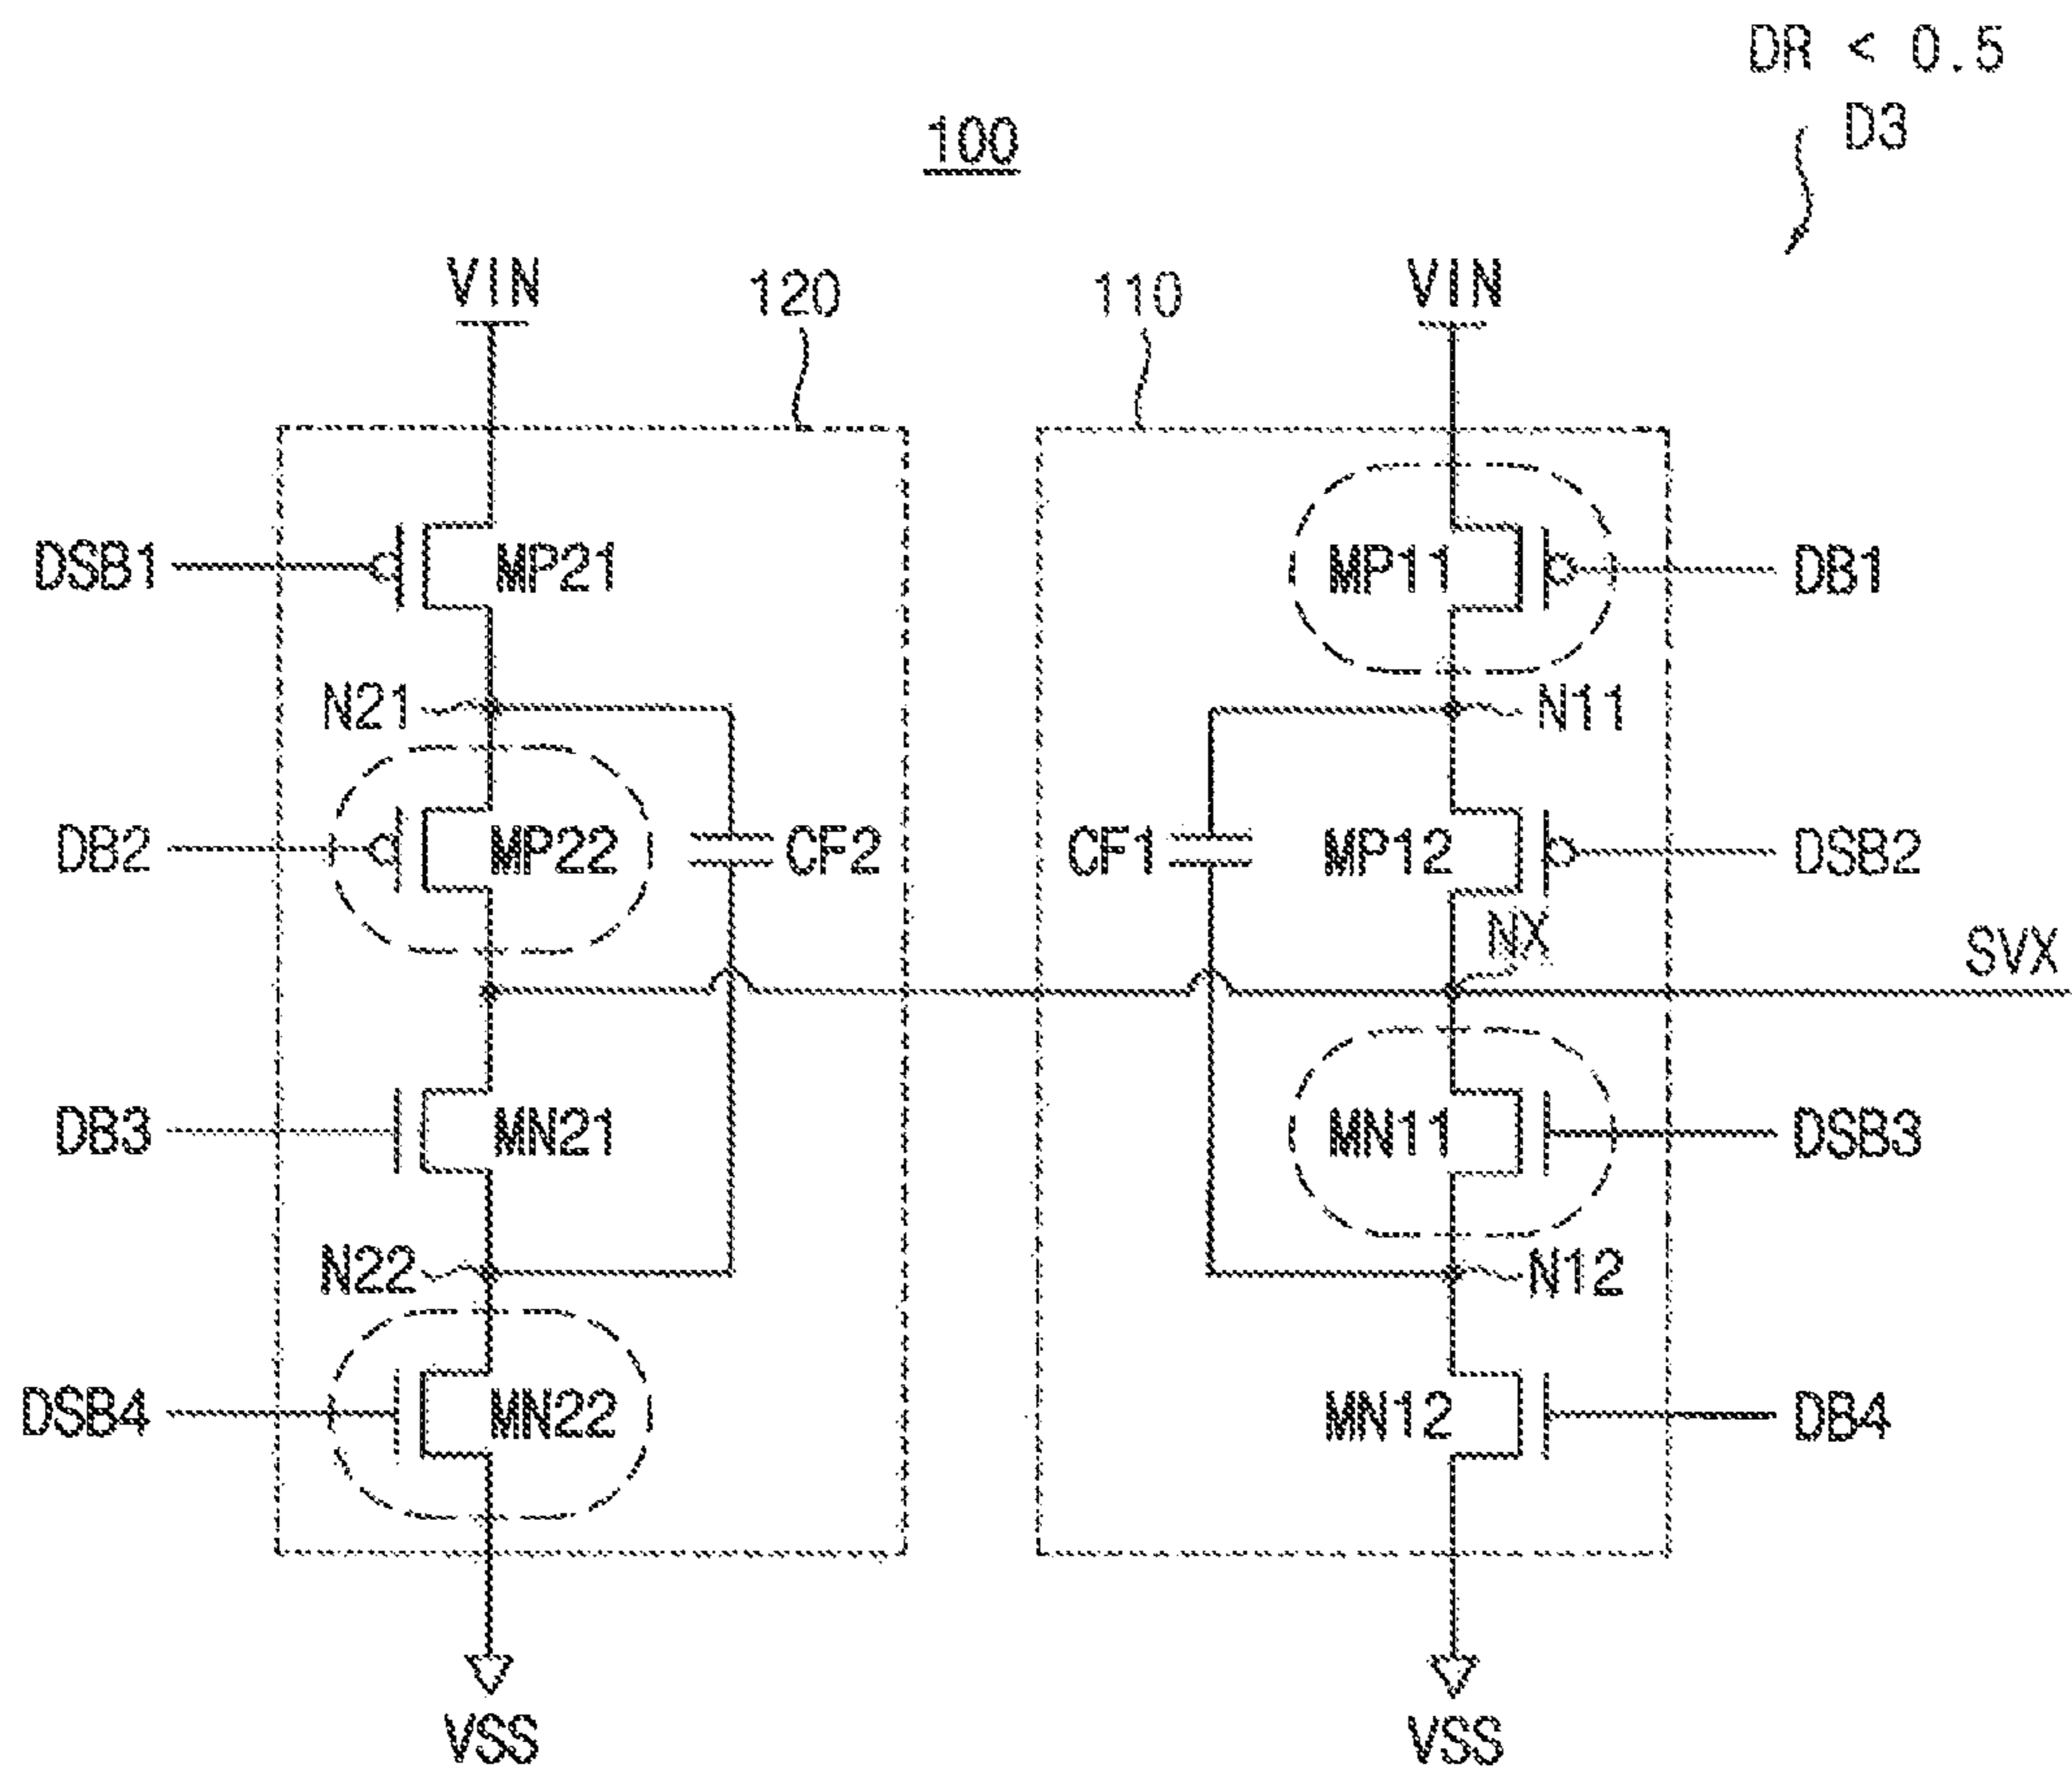 DR < 0.5
D3
100
VIN
120
110
VIN
DSB1
MP21
MP11
DB1
N21
N11
DB2
MP22
CF2
CF1
MP12
DSB2
NX
SVX
DB3
MN21
MN11
DSB3
N22
N12
DSB4
MN22
MN12
DB4
VSS
VSS